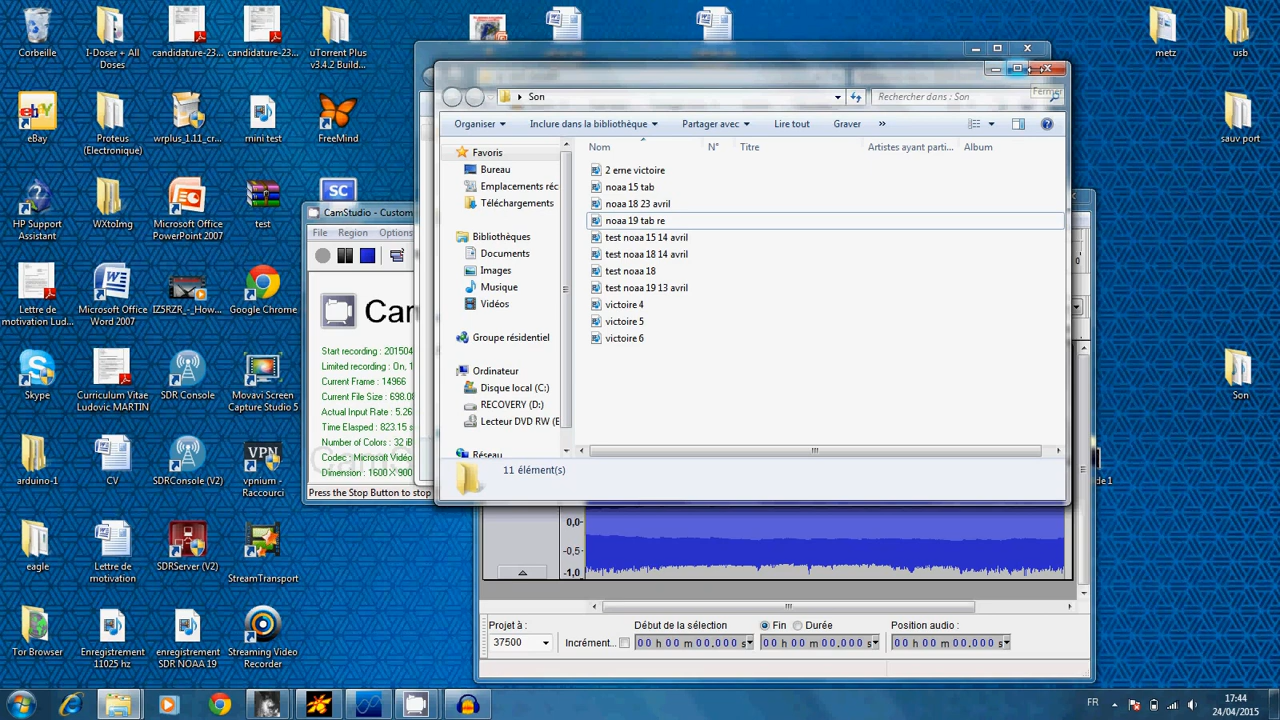 Corbeille
I-Doser + All
Doses
candidature-23...
candidature-23...
uTorrent Plus
v3.4.2 Build...
metz
usb
eBay
Proteus
(Electronique)
wrplus_1.11_cr...
mini test
FreeMind
sauv port
HP Support
Assistant
WXtoImg
Microsoft Office
PowerPoint 2007
test
SC
Lettre de
motivation Lud...
Microsoft Office
Word 2007
IZ5RZR_-_How...
Google Chrome
Skype
Curriculum Vitae
Ludovic MARTIN
SDR Console
Movavi Screen
Capture Studio 5
Son
arduino-1
CV
SDRConsole (V2)
VPN
vpnium -
Raccourci
eagle
Lettre de
motivation
SDRServer (V2)
StreamTransport
Tor Browser
Enregistrement
11025 hz
enregistrement
SDR NOAA 19
Streaming Video
Recorder
CamStudio - Custom
File Region Options
Start recording : 201504
Limited recording : On, 1
Current Frame : 14966
Current File Size : 698.08
Actual Input Rate : 5.26
Time Elasped : 823.15 s
Number of Colors : 32 iB
Codec : Microsoft Vidéo
Dimension : 1600 X 900
Press the Stop Button to stop
Fermer
Son
Rechercher dans : Son
Organiser Inclure dans la bibliothèque Partager avec Lire tout Graver »
Nom N° Titre Artistes ayant parti... Album
Favoris
Bureau
Emplacements réc
Téléchargements
Bibliothèques
Documents
Images
Musique
Vidéos
Groupe résidentiel
Ordinateur
Disque local (C:)
RECOVERY (D:)
Lecteur DVD RW (E
Réseau
2 eme victoire
noaa 15 tab
noaa 18 23 avril
noaa 19 tab re
test noaa 15 14 avril
test noaa 18 14 avril
test noaa 18
test noaa 19 13 avril
victoire 4
victoire 5
victoire 6
11 élément(s)
0,0
-0,5
-1,0
Projet à :
37500
Incrément...
Début de la sélection
00 h 00 m 00.000 s
Fin Durée
00 h 00 m 00.000 s
Position audio :
00 h 00 m 00.000 s
FR
17:44
24/04/2015